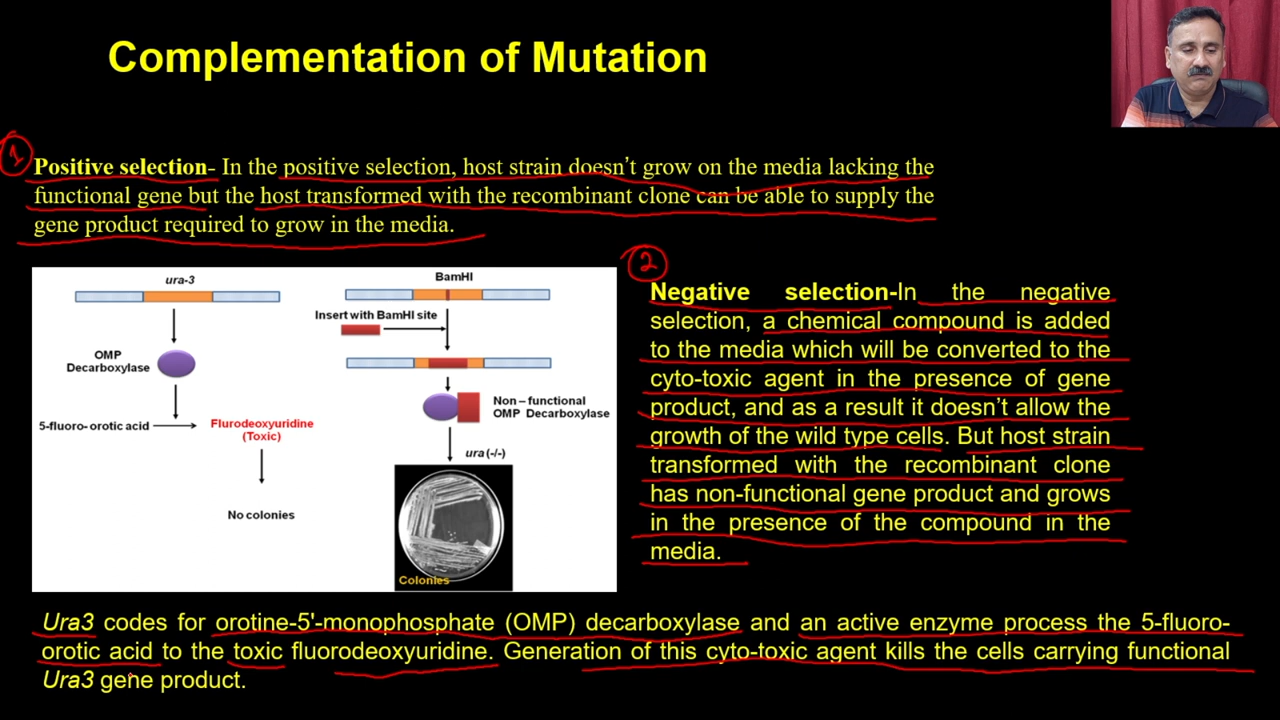 Complementation of Mutation
1
Positive selection- In the positive selection, host strain doesn't grow on the media lacking the
functional gene but the host transformed with the recombinant clone can be able to supply the
gene product required to grow in the media.
2
Negative selection-In the negative
selection, a chemical compound is added
to the media which will be converted to the
cyto-toxic agent in the presence of gene
product, and as a result it doesn't allow the
growth of the wild type cells. But host strain
transformed with the recombinant clone
has non-functional gene product and grows
in the presence of the compound in the
media.
ura-3
OMP
Decarboxylase
5-fluoro-orotic acid
Flurodeoxyuridine
(Toxic)
No colonies
BamHI
Insert with BamHI site
Non – functional
OMP Decarboxylase
ura (-/-)
Colonies
Ura3 codes for orotine-5'-monophosphate (OMP) decarboxylase and an active enzyme process the 5-fluoro-
orotic acid to the toxic fluorodeoxyuridine. Generation of this cyto-toxic agent kills the cells carrying functional
Ura3 gene product.